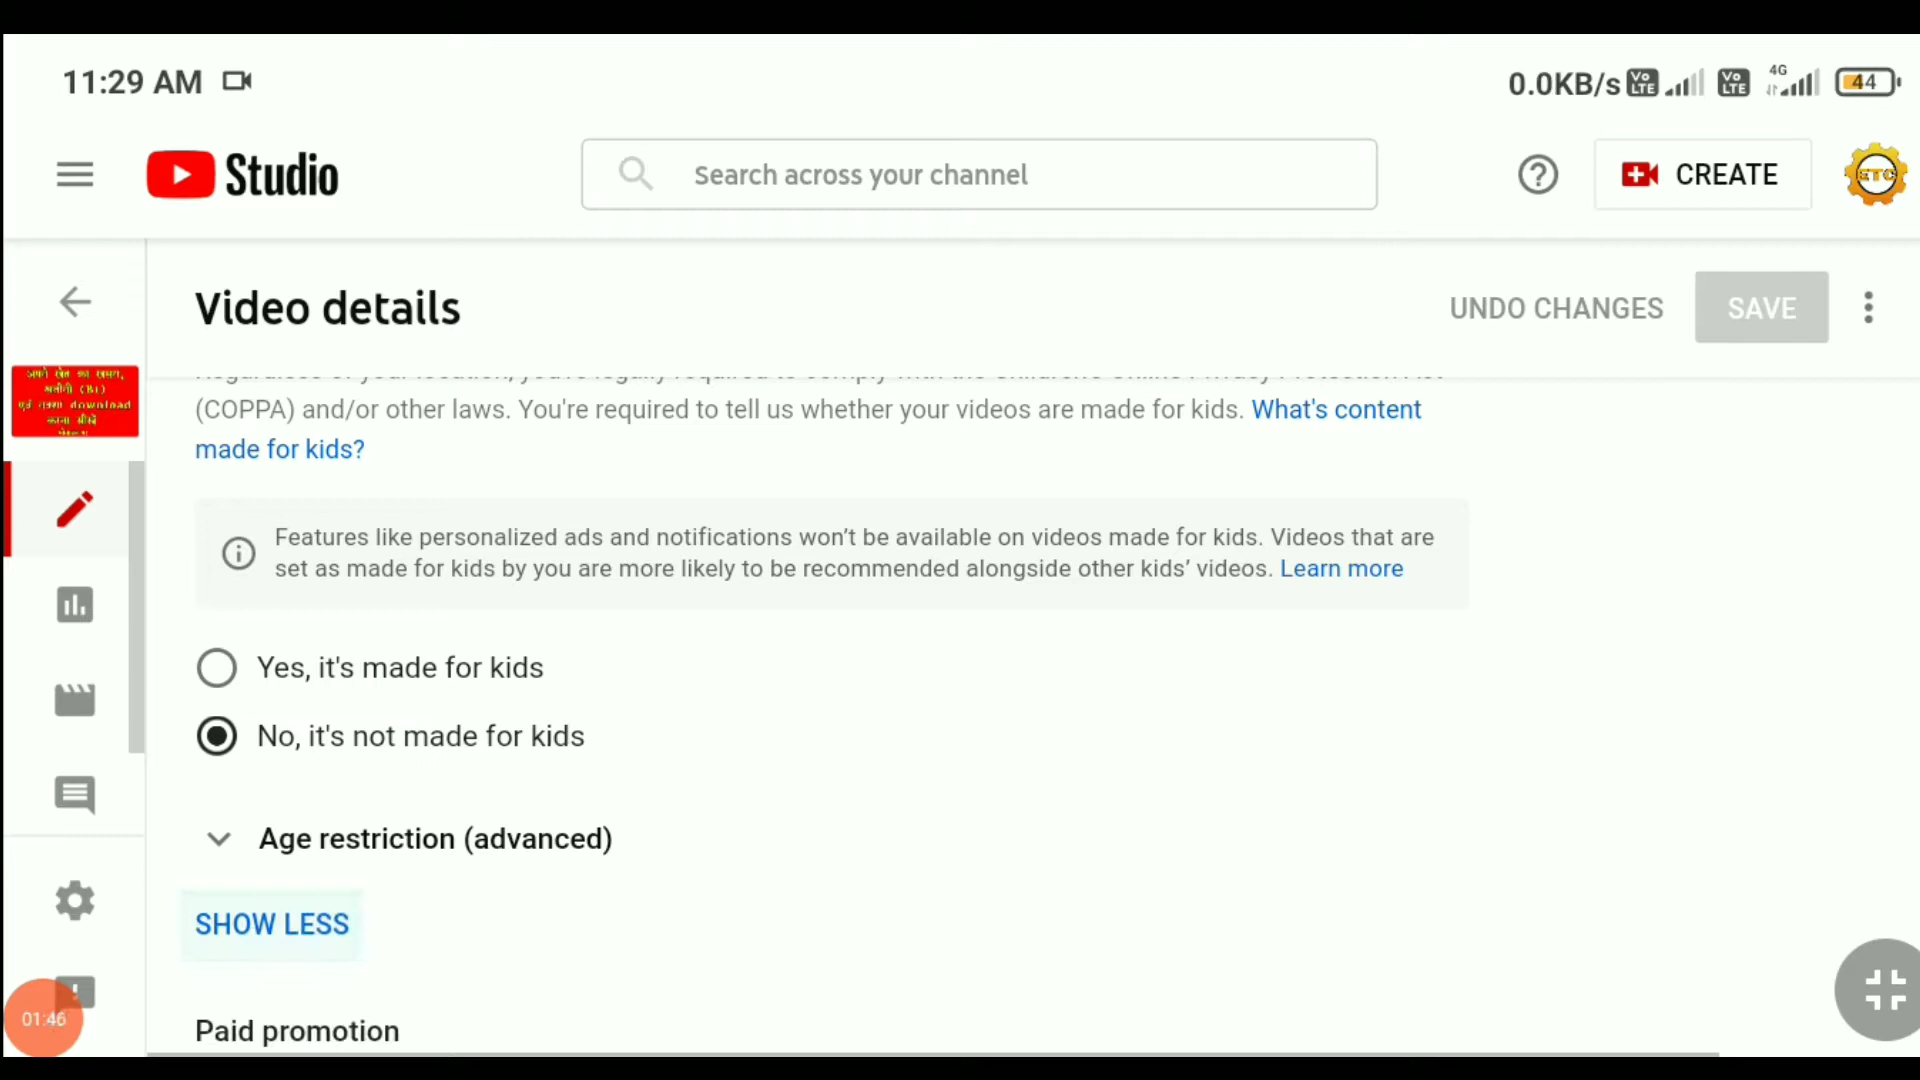 11:29 AM
0.0KB/s Vo LTE Vo LTE 4G 44
Studio
Search across your channel
CREATE
ETC
Video details
UNDO CHANGES
SAVE
(COPPA) and/or other laws. You're required to tell us whether your videos are made for kids. What's content
made for kids?
Features like personalized ads and notifications won’t be available on videos made for kids. Videos that are
set as made for kids by you are more likely to be recommended alongside other kids’ videos. Learn more
Yes, it's made for kids
No, it's not made for kids
Age restriction (advanced)
SHOW LESS
01:46
Paid promotion